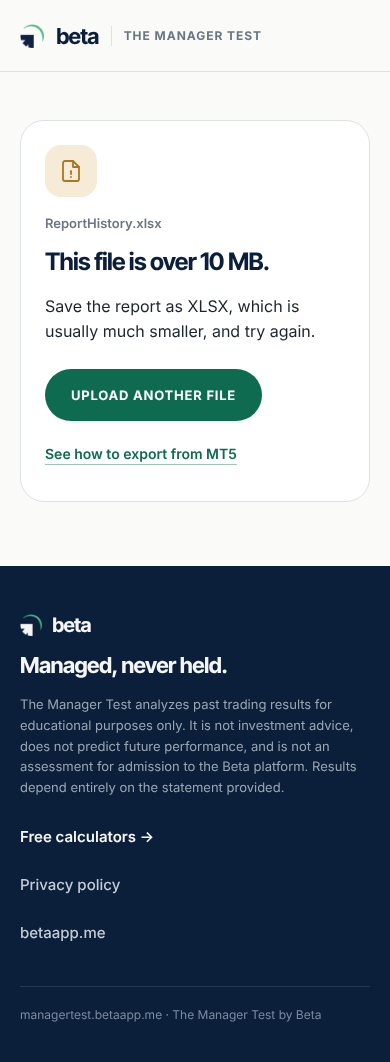 beta
THE MANAGER TEST
ReportHistory.xlsx
This file is over 10 MB.
Save the report as XLSX, which is
usually much smaller, and try again.
UPLOAD ANOTHER FILE
See how to export from MT5
beta
Managed, never held.
The Manager Test analyzes past trading results for
educational purposes only. It is not investment advice,
does not predict future performance, and is not an
assessment for admission to the Beta platform. Results
depend entirely on the statement provided.
Free calculators →
Privacy policy
betaapp.me
managertest.betaapp.me · The Manager Test by Beta